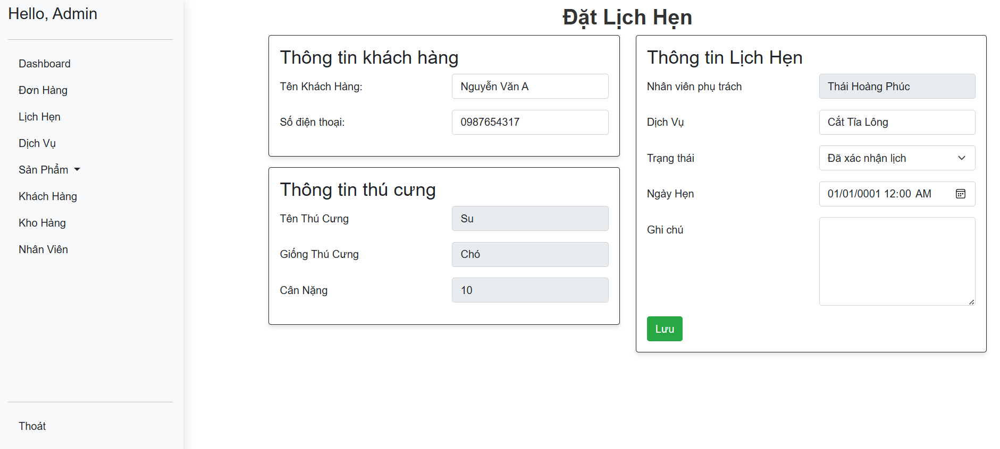 Hello, Admin
Dashboard
Đơn Hàng
Lịch Hẹn
Dịch Vụ
Sản Phẩm
Khách Hàng
Kho Hàng
Nhân Viên
Thoát
Đặt Lịch Hẹn
Thông tin khách hàng
Tên Khách Hàng: Nguyễn Văn A
Số điện thoại: 0987654317
Thông tin thú cưng
Tên Thú Cưng Su
Giống Thú Cưng Chó
Cân Nặng 10
Thông tin Lịch Hẹn
Nhân viên phụ trách Thái Hoàng Phúc
Dịch Vụ Cắt Tỉa Lông
Trạng thái Đã xác nhận lịch
Ngày Hẹn 01/01/0001 12:00 AM
Ghi chú
Lưu